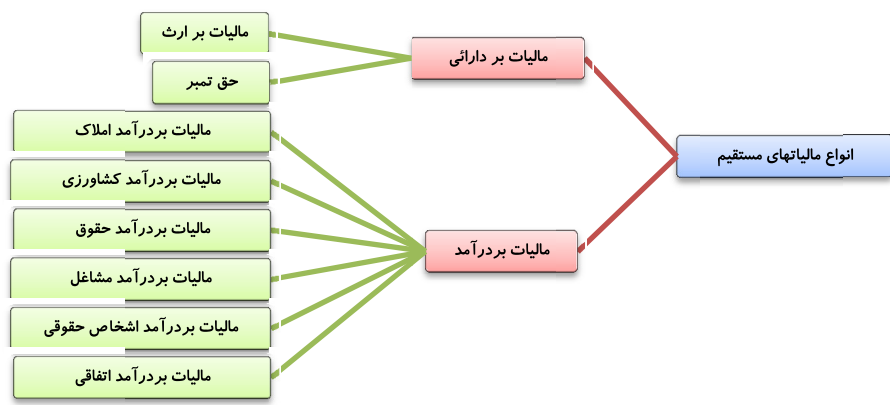 انواع مالیاتهای مستقیم
مالیات بر دارائی
مالیات بر ارث
حق تمبر
مالیات بردرآمد
مالیات بردرآمد املاک
مالیات بردرآمد کشاورزی
مالیات بردرآمد حقوق
مالیات بردرآمد مشاغل
مالیات بردرآمد اشخاص حقوقی
مالیات بردرآمد اتفاقی